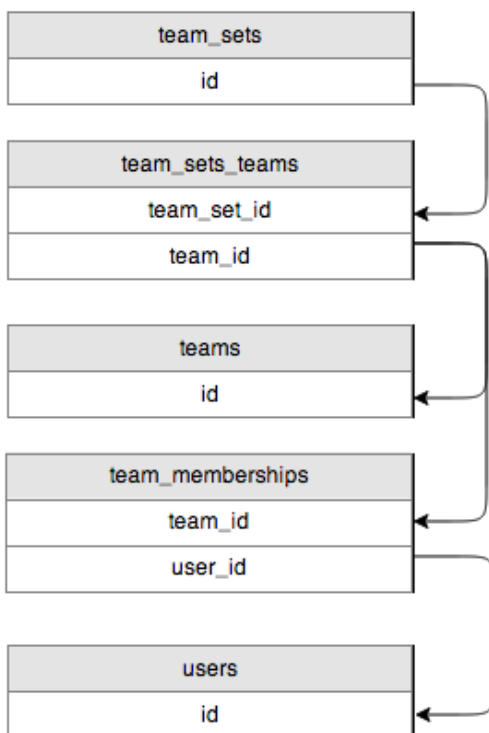 team_sets
id
team_sets_teams
team_set_id
team_id
teams
id
team_memberships
team_id
user_id
users
id